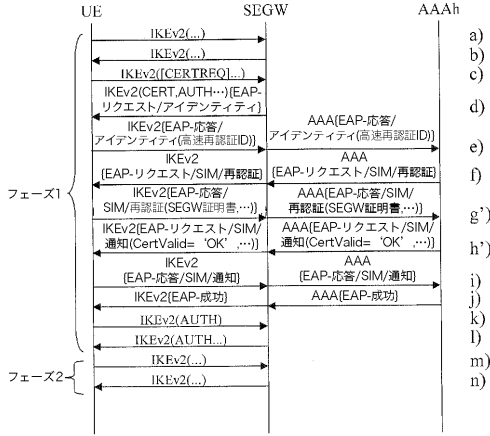 UE SEGW AAAh
IKEv2(...) a)
IKEv2(...) b)
IKEv2([CERTREQ]...) c)
IKEv2(CERT,AUTH…){EAP-
リクエスト/アイデンティティ} d)
IKEv2{EAP-応答/ AAA{EAP-応答/
アイデンティティ(高速再認証ID)} アイデンティティ(高速再認証ID)} e)
IKEv2 AAA
{EAP-リクエスト/SIM/再認証} {EAP-リクエスト/SIM/再認証} f)
フェーズ1
IKEv2{EAP-応答/ AAA{EAP-応答/SIM/
SIM/再認証(SEGW証明書,…)} 再認証(SEGW証明書,…)} g’)
IKEv2{EAP-リクエスト/SIM/ AAA{EAP-リクエスト/SIM/
通知(CertValid=‘OK’,…)} 通知(CertValid=‘OK’,…)} h’)
IKEv2 AAA
{EAP-応答/SIM/通知} {EAP-応答/SIM/通知} i)
IKEv2{EAP-成功} AAA{EAP-成功} j)
IKEv2(AUTH) k)
IKEv2(AUTH... ) l)
IKEv2(...) m)
フェーズ2
IKEv2(...) n)